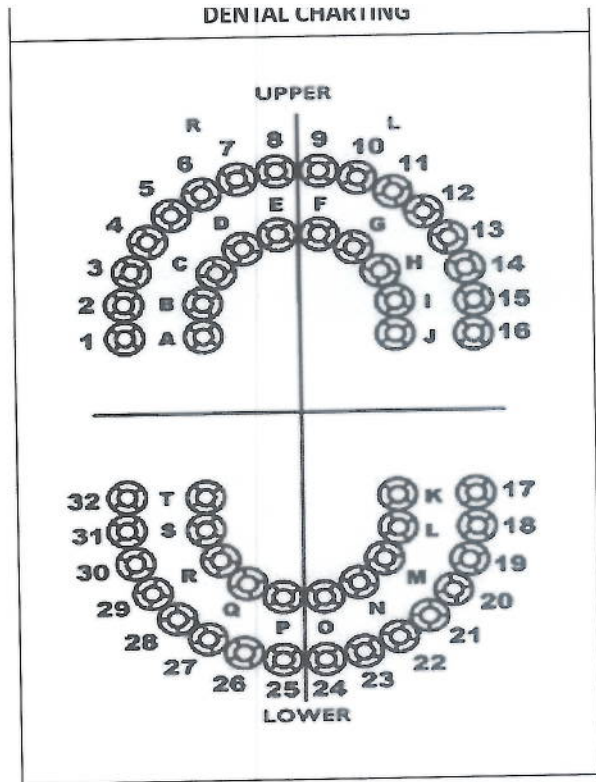 DENTAL CHARTING
UPPER
R L
1 2 3 4 5 6 7 8 9 10 11 12 13 14 15 16
A B C D E F G H I J
32 31 30 29 28 27 26 25 24 23 22 21 20 19 18 17
T S R Q P O N M L K
LOWER